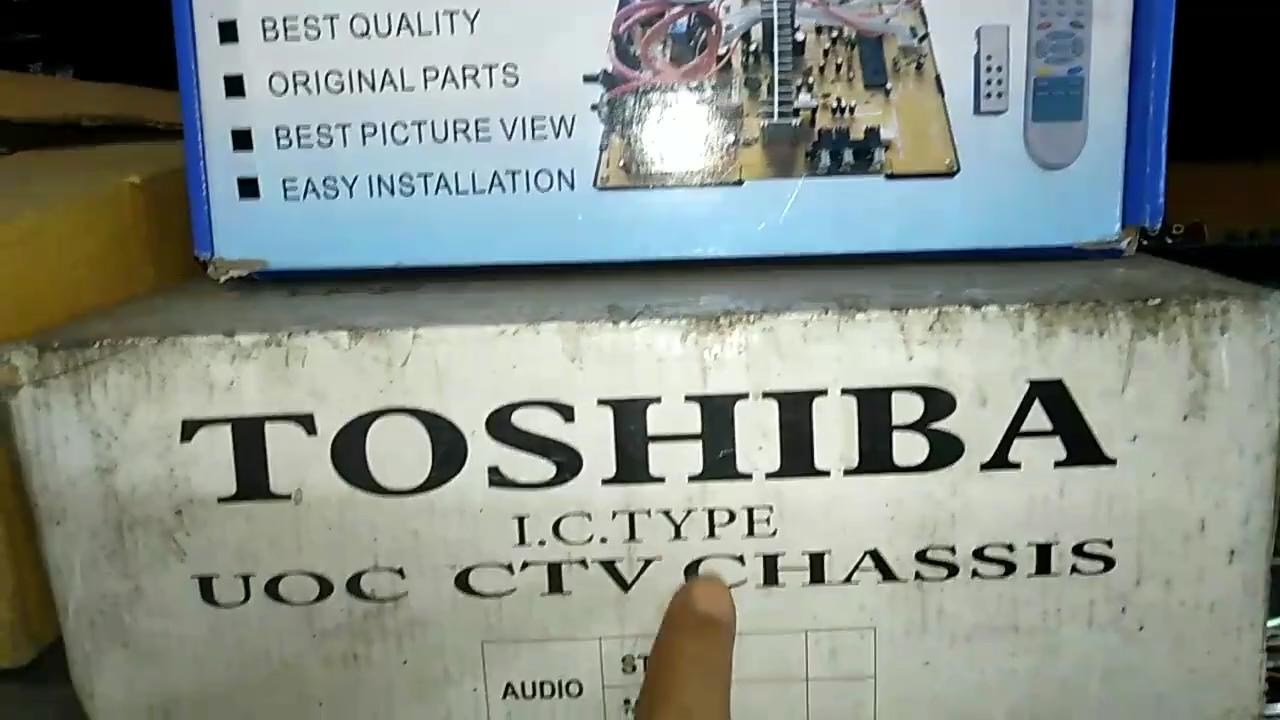 BEST QUALITY
ORIGINAL PARTS
BEST PICTURE VIEW
EASY INSTALLATION
TOSHIBA
I.C.TYPE
UOC CTV CHASSIS
AUDIO